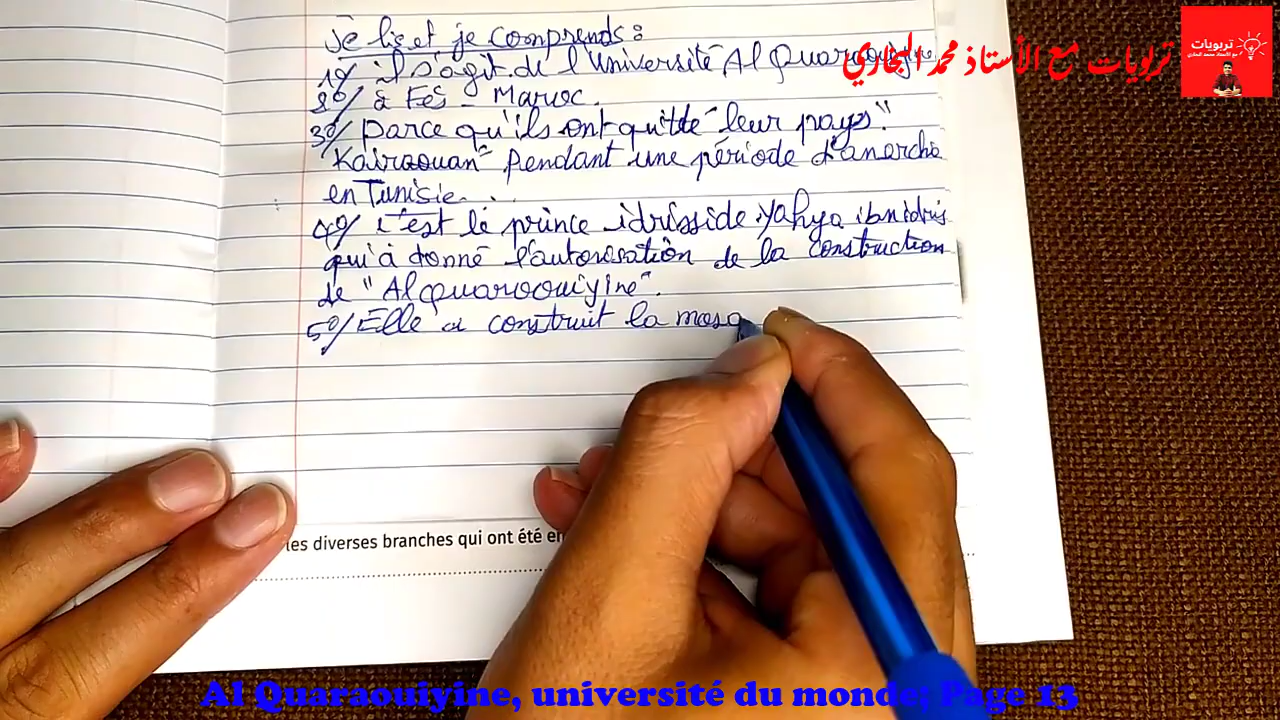 Je lis et je comprends:
1°/ il s'agit de l'Université Al Quaraouiyine
تربويات مع الأستاذ محمد البخاري
تربويات
2°/ à Fès - Maroc.
3°/ Parce qu'ils ont quitté leur pays "
"Kairaouan" pendant une période d'anarchie
en Tunisie...
4°/ C'est le prince idrisside yahya ibn idris
qui à donné l'autorisation de la construction
de "Al Quaraouiyine".
5°/ Elle a construit la mosq
les diverses branches qui ont été en
Al Quaraouiyine, université du monde; Page 13